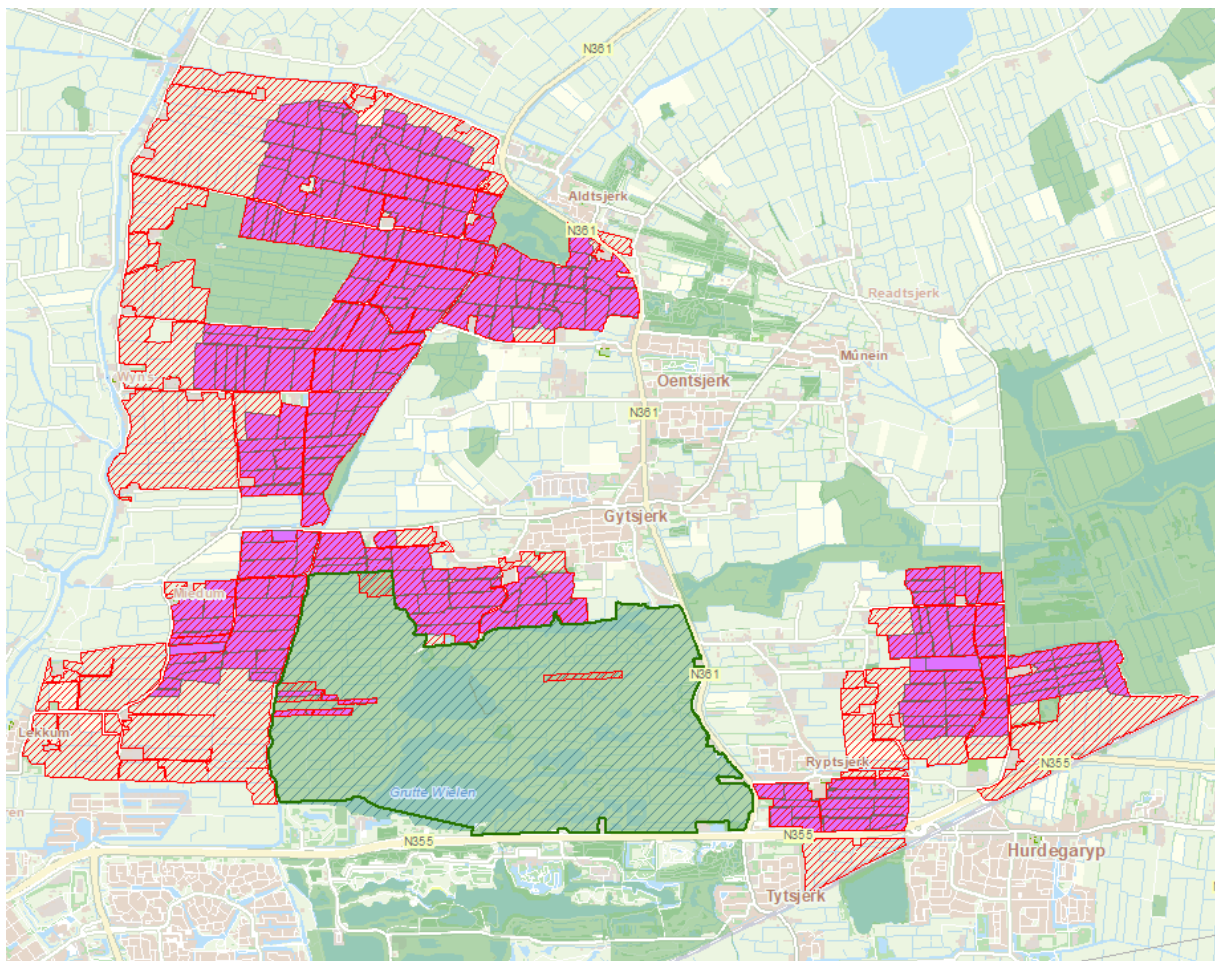 N361
Aldtsjerk
N361
Readtsjerk
Mûnein
Wyns
Oentsjerk
N361
Gytsjerk
Miedum
N361
Lekkum
Ryptsjerk
N355
Grutte Wielen
N355
N355
Hurdegaryp
Tytsjerk